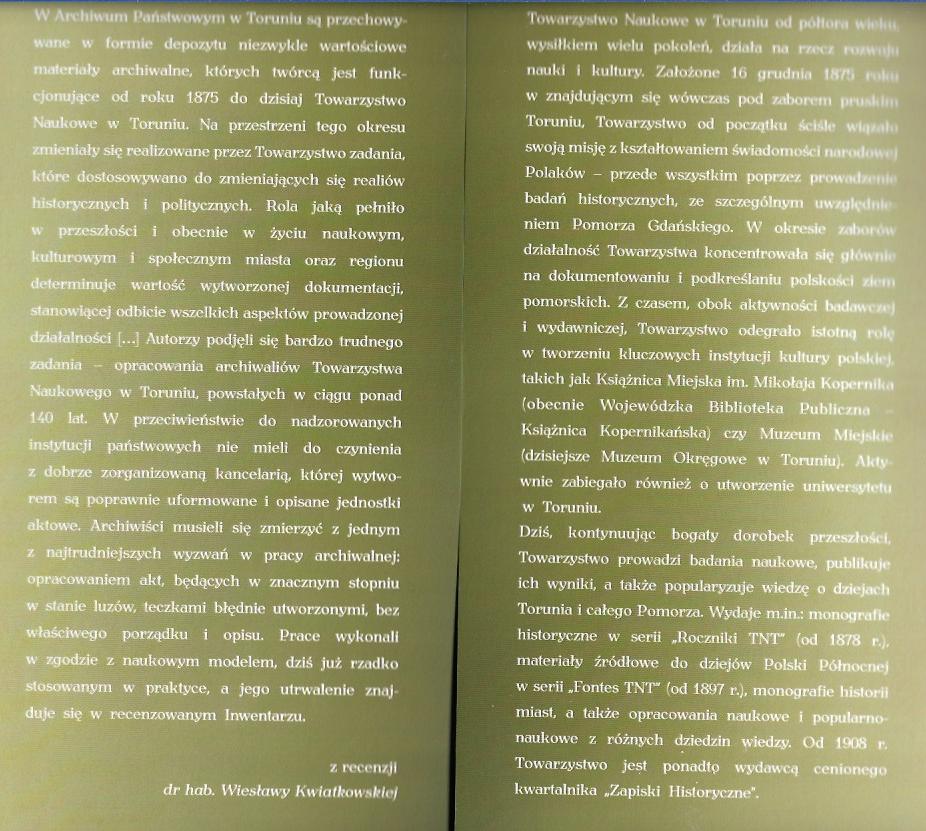 W Archiwum Państwowym w Toruniu są przechowy-
wane w formie depozytu niezwykle wartościowe
materiały archiwalne, których twórcą jest funk-
cjonujące od roku 1875 do dzisiaj Towarzystwo
Naukowe w Toruniu. Na przestrzeni tego okresu
zmieniały się realizowane przez Towarzystwo zadania,
które dostosowywano do zmieniających się realiów
historycznych i politycznych. Rola jaką pełniło
w przeszłości i obecnie w życiu naukowym,
kulturowym i społecznym miasta oraz regionu
determinuje wartość wytworzonej dokumentacji,
stanowiącej odbicie wszelkich aspektów prowadzonej
działalności [...] Autorzy podjęli się bardzo trudnego
zadania – opracowania archiwaliów Towarzystwa
Naukowego w Toruniu, powstałych w ciągu ponad
140 lat. W przeciwieństwie do nadzorowanych
instytucji państwowych nie mieli do czynienia
z dobrze zorganizowaną kancelarią, której wytwo-
rem są poprawnie uformowane i opisane jednostki
aktowe. Archiwiści musieli się zmierzyć z jednym
z najtrudniejszych wyzwań w pracy archiwalnej:
opracowaniem akt, będących w znacznym stopniu
w stanie luzów, teczkami błędnie utworzonymi, bez
właściwego porządku i opisu. Prace wykonali
w zgodzie z naukowym modelem, dziś już rzadko
stosowanym w praktyce, a jego utrwalenie znaj-
duje się w recenzowanym Inwentarzu.
z recenzji
dr hab. Wiesławy Kwiatkowskiej
Towarzystwo Naukowe w Toruniu od półtora wieku,
wysiłkiem wielu pokoleń, działa na rzecz rozwoju
nauki i kultury. Założone 16 grudnia 1875 roku
w znajdującym się wówczas pod zaborem pruskim
Toruniu, Towarzystwo od początku ściśle wiązało
swoją misję z kształtowaniem świadomości narodowej
Polaków – przede wszystkim poprzez prowadzenie
badań historycznych, ze szczególnym uwzględnie-
niem Pomorza Gdańskiego. W okresie zaborów
działalność Towarzystwa koncentrowała się głównie
na dokumentowaniu i podkreślaniu polskości ziem
pomorskich. Z czasem, obok aktywności badawczej
i wydawniczej, Towarzystwo odegrało istotną rolę
w tworzeniu kluczowych instytucji kultury polskiej,
takich jak Książnica Miejska im. Mikołaja Kopernika
(obecnie Wojewódzka Biblioteka Publiczna –
Książnica Kopernikańska) czy Muzeum Miejskie
(dzisiejsze Muzeum Okręgowe w Toruniu). Akty-
wnie zabiegało również o utworzenie uniwersytetu
w Toruniu.
Dziś, kontynuując bogaty dorobek przeszłości,
Towarzystwo prowadzi badania naukowe, publikuje
ich wyniki, a także popularyzuje wiedzę o dziejach
Torunia i całego Pomorza. Wydaje m.in.: monografie
historyczne w serii „Roczniki TNT” (od 1878 r.),
materiały źródłowe do dziejów Polski Północnej
w serii „Fontes TNT” (od 1897 r.), monografie historii
miast, a także opracowania naukowe i popularno-
naukowe z różnych dziedzin wiedzy. Od 1908 r.
Towarzystwo jest ponadto wydawcą cenionego
kwartalnika „Zapiski Historyczne”.